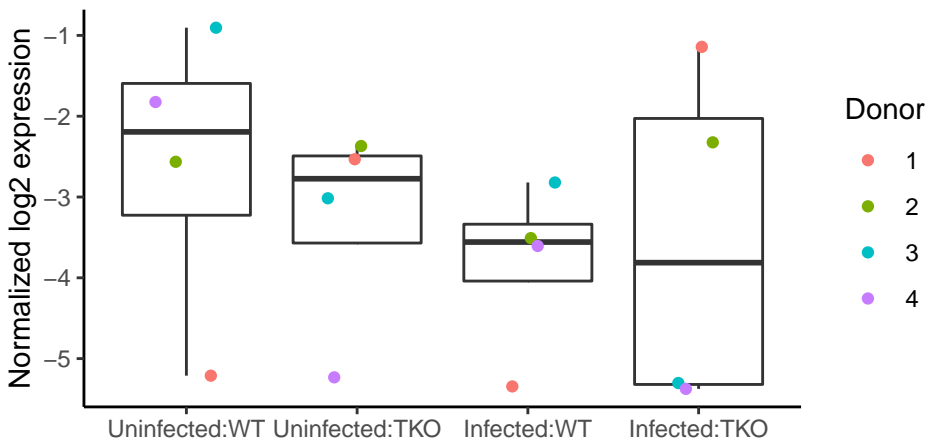 Normalized log2 expression
−1
−2
−3
−4
−5
Uninfected:WT
Uninfected:TKO
Infected:WT
Infected:TKO
Donor
1
2
3
4